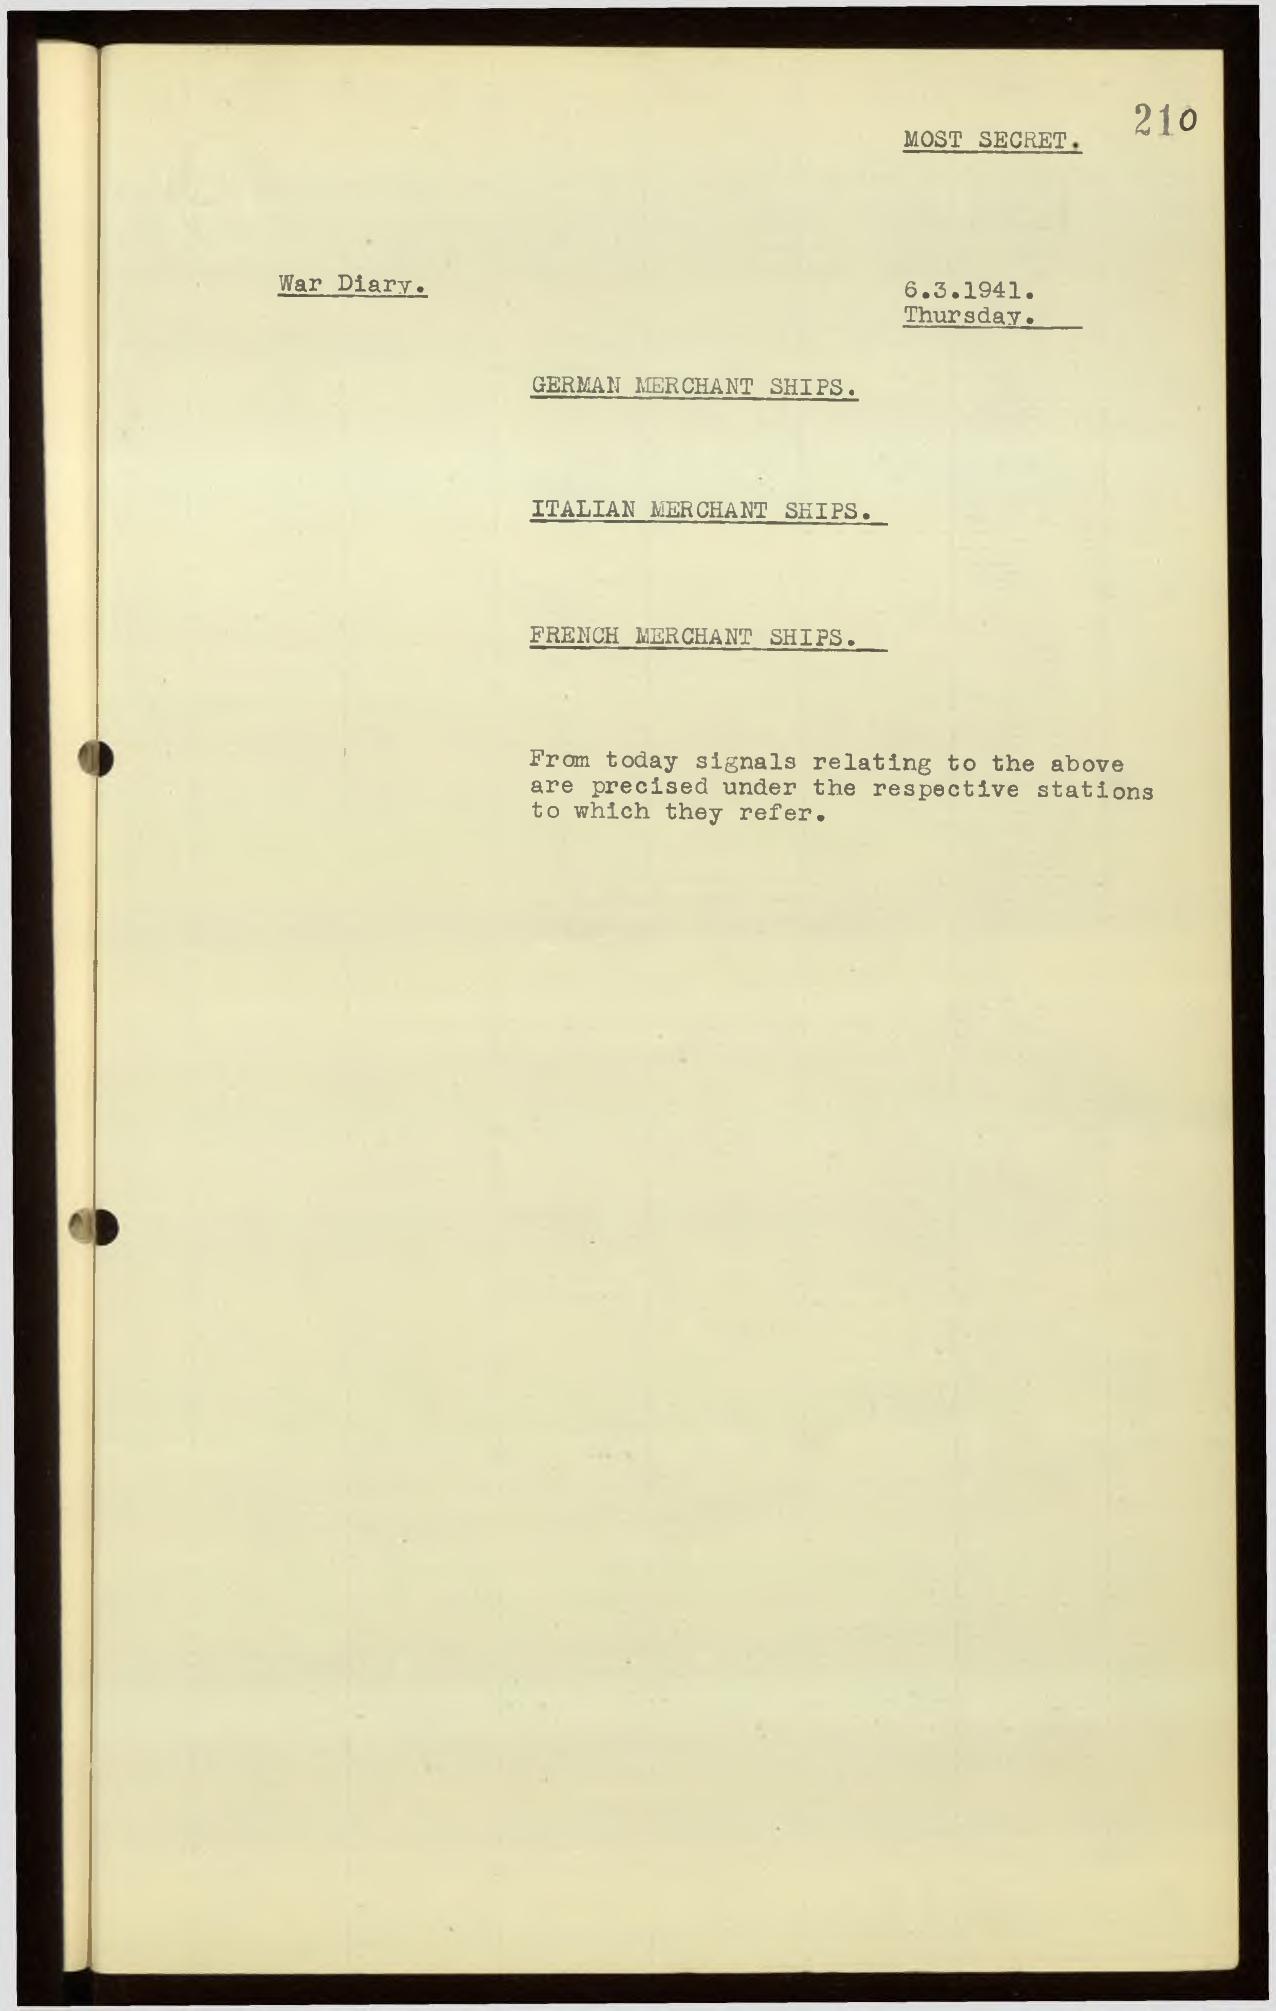 210
MOST SECRET.
War Diary.
6.3.1941.
Thursday.
GERMAN MERCHANT SHIPS.
ITALIAN MERCHANT SHIPS.
FRENCH MERCHANT SHIPS.
From today signals relating to the above
are precised under the respective stations
to which they refer.